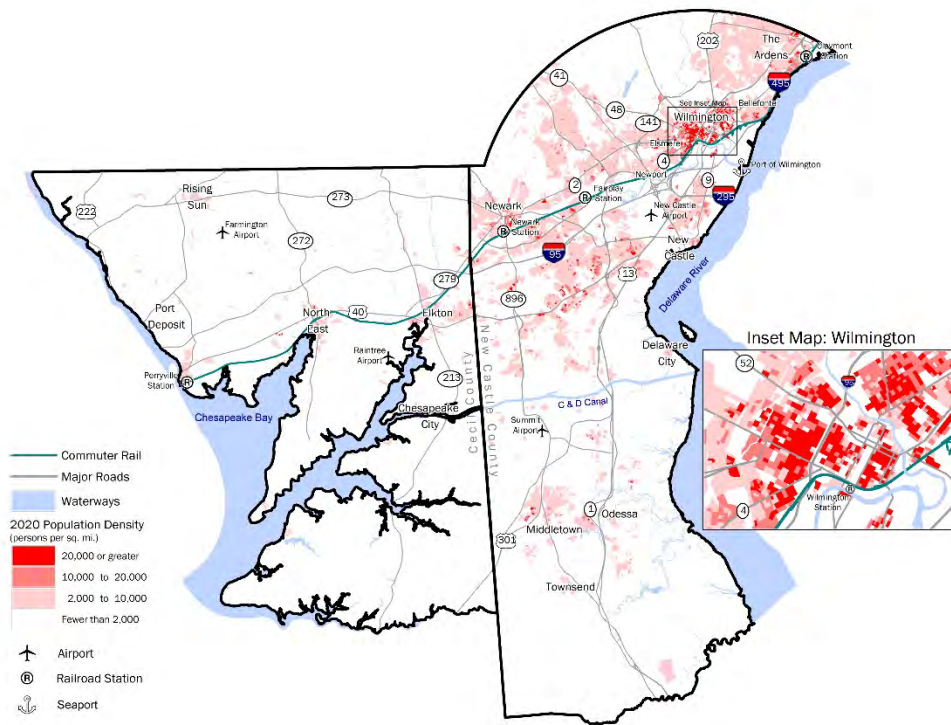 202
The
Ardens
Claymont
Station
41
495
48
See Inset Map
Bellefonte
141
Wilmington
Elsmere
4
Port of Wilmington
Newport
2
Fairplay
Station
9
295
222
Rising
Sun
273
Farmington
Airport
Newark
Newark
Station
New Castle
Airport
272
95
New
Castle
279
13
896
Delaware River
Port
Deposit
North
East
40
Elkton
Raintree
Airport
Delaware
City
Perryville
Station
213
Chesapeake Bay
Chesapeake
City
Cecil County
New Castle County
C & D Canal
Summit
Airport
Inset Map: Wilmington
52
95
Wilmington
Station
4
Commuter Rail
Major Roads
Waterways
2020 Population Density
(persons per sq. mi.)
20,000 or greater
10,000 to 20,000
2,000 to 10,000
Fewer than 2,000
Airport
R Railroad Station
Seaport
1
Odessa
Middletown
301
Townsend